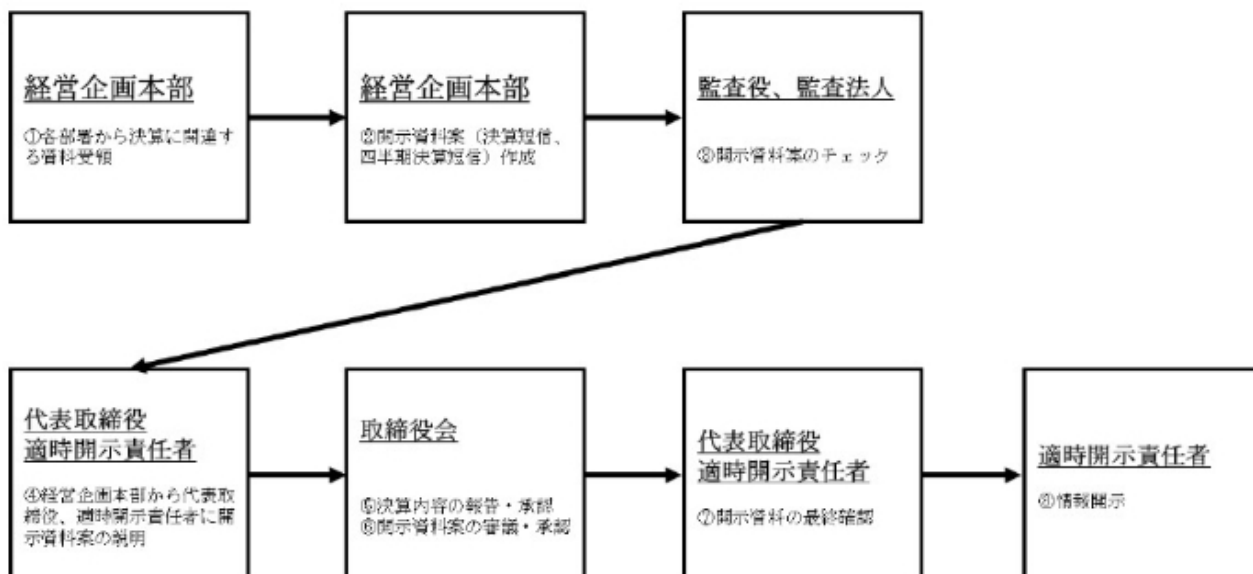 経営企画本部
①各部署から決算に関連す
る資料受領
経営企画本部
②開示資料案（決算短信、
四半期決算短信）作成
監査役、監査法人
③開示資料案のチェック
代表取締役
適時開示責任者
④経営企画本部から代表取
締役、適時開示責任者に開
示資料案の説明
取締役会
⑤決算内容の報告・承認
⑥開示資料案の審議・承認
代表取締役
適時開示責任者
⑦開示資料の最終確認
適時開示責任者
⑧情報開示